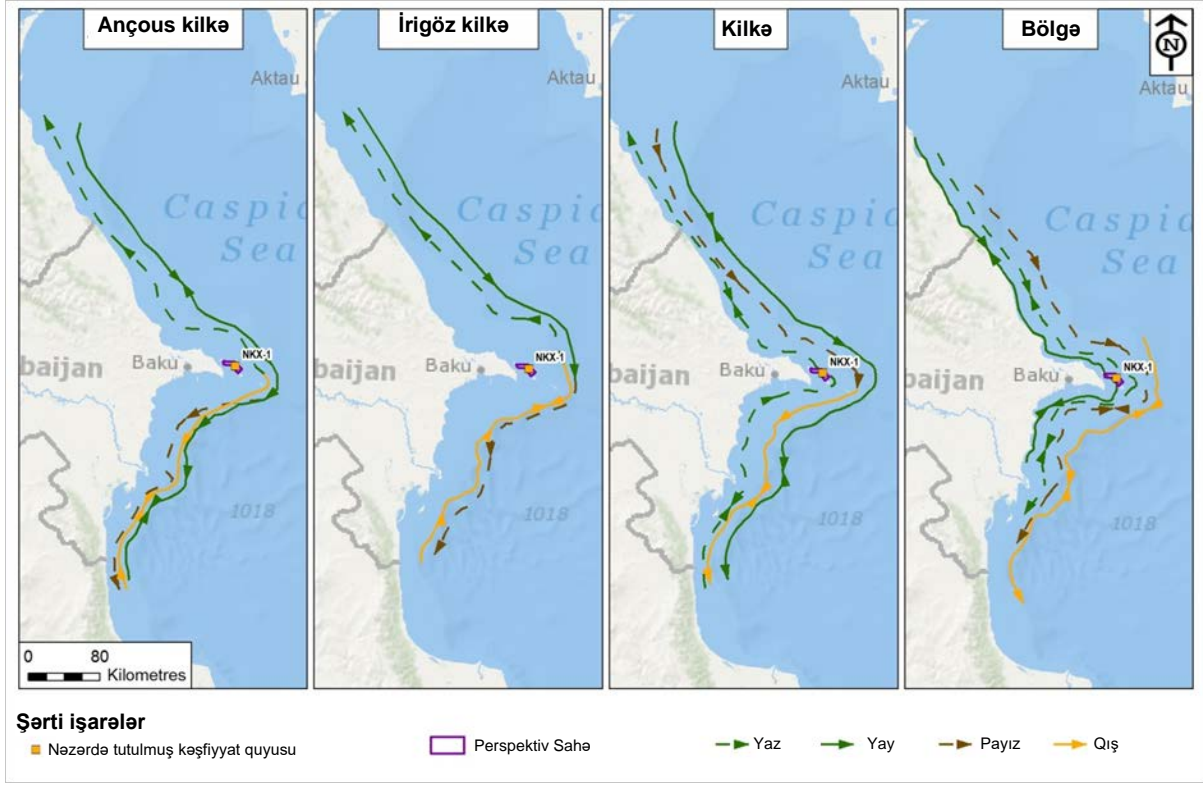 Ançous kilkə
Aktau
Caspic
Sea
NKX-1
baijan
Baku
1018
0 80
Kilometres
İrigöz kilkə
Aktau
Caspic
Sea
NKX-1
baijan
Baku
1018
Kilkə
Aktau
Caspic
Sea
NKX-1
baijan
Baku
1018
Bölgə
N
Aktau
Caspic
Sea
NKX-1
baijan
Baku
1018
Şərti işarələr
Nəzərdə tutulmuş kəşfiyyat quyusu
Perspektiv Sahə
Yaz
Yay
Payız
Qış